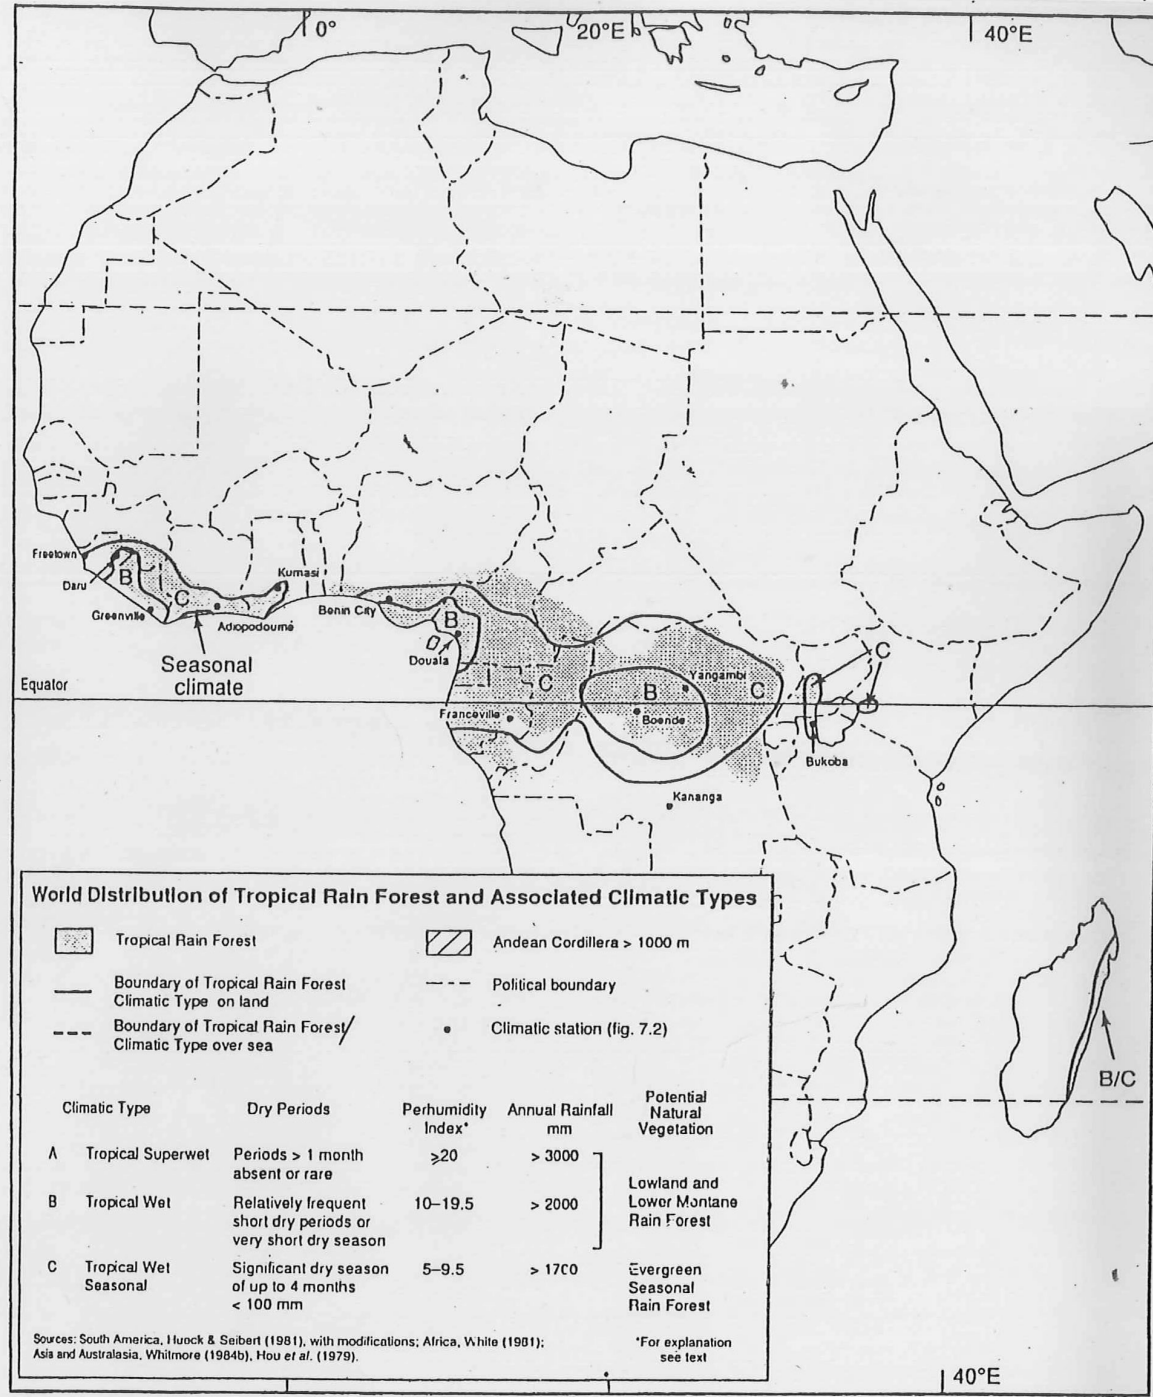 0° 20°E 40°E
Freetown
Daru
B
Greenville
C
Kumasi
Adiopodoumé
Seasonal
climate
Benin City
B
Douala
Equator
C
Franceville
B
Yangambi
Boende
C
C
Bukoba
Kananga
B/C
World Distribution of Tropical Rain Forest and Associated Climatic Types
Tropical Rain Forest
Andean Cordillera > 1000 m
Boundary of Tropical Rain Forest
Climatic Type on land
Political boundary
Boundary of Tropical Rain Forest/
Climatic Type over sea
Climatic station (fig. 7.2)
Climatic Type Dry Periods Perhumidity Index* Annual Rainfall mm Potential Natural Vegetation
A Tropical Superwet Periods > 1 month ⩾20 > 3000
absent or rare
Lowland and
Lower Montane
Rain Forest
B Tropical Wet Relatively frequent 10–19.5 > 2000
short dry periods or
very short dry season
C Tropical Wet Significant dry season 5–9.5 > 1700 Evergreen
Seasonal of up to 4 months Seasonal
< 100 mm Rain Forest
Sources: South America, Hueck & Seibert (1981), with modifications; Africa, White (1981);
Asia and Australasia, Whitmore (1984b), Hou et al. (1979).
*For explanation
see text
40°E